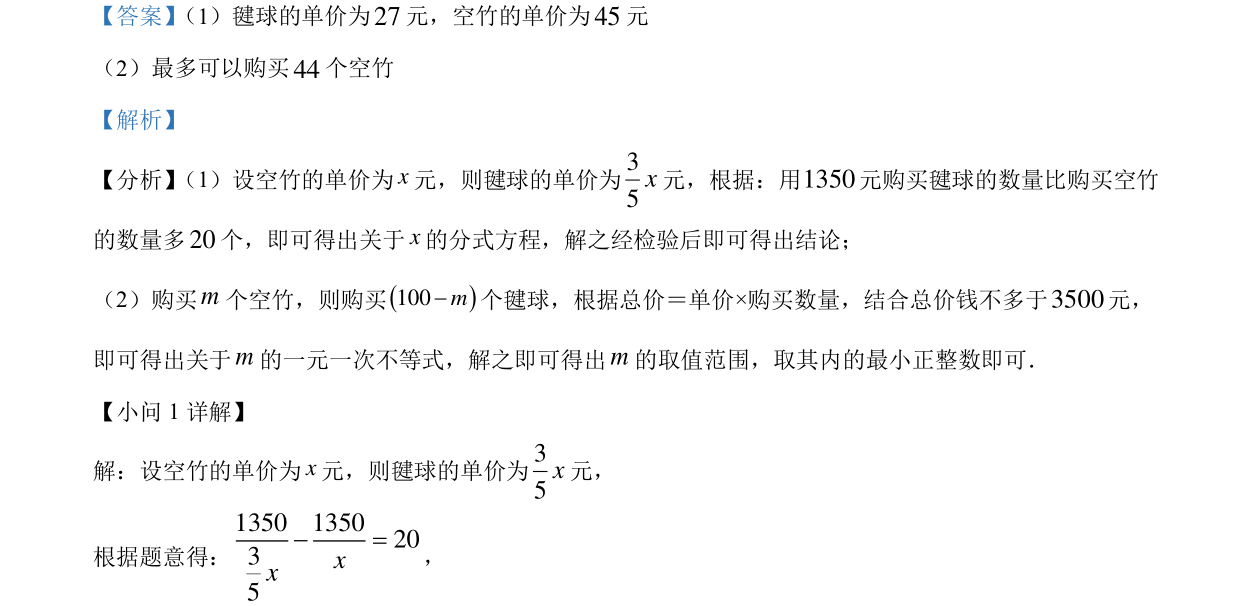 【答案】（1）毽球的单价为27元，空竹的单价为45元
（2）最多可以购买44个空竹
【解析】
【分析】（1）设空竹的单价为x元，则毽球的单价为3/5 x元，根据：用1350元购买毽球的数量比购买空竹
的数量多20个，即可得出关于x的分式方程，解之经检验后即可得出结论；
（2）购买m个空竹，则购买(100−m)个毽球，根据总价＝单价×购买数量，结合总价钱不多于3500元，
即可得出关于m的一元一次不等式，解之即可得出m的取值范围，取其内的最小正整数即可．
【小问1详解】
解：设空竹的单价为x元，则毽球的单价为3/5 x元，
根据题意得：1350/(3/5 x) − 1350/x = 20，